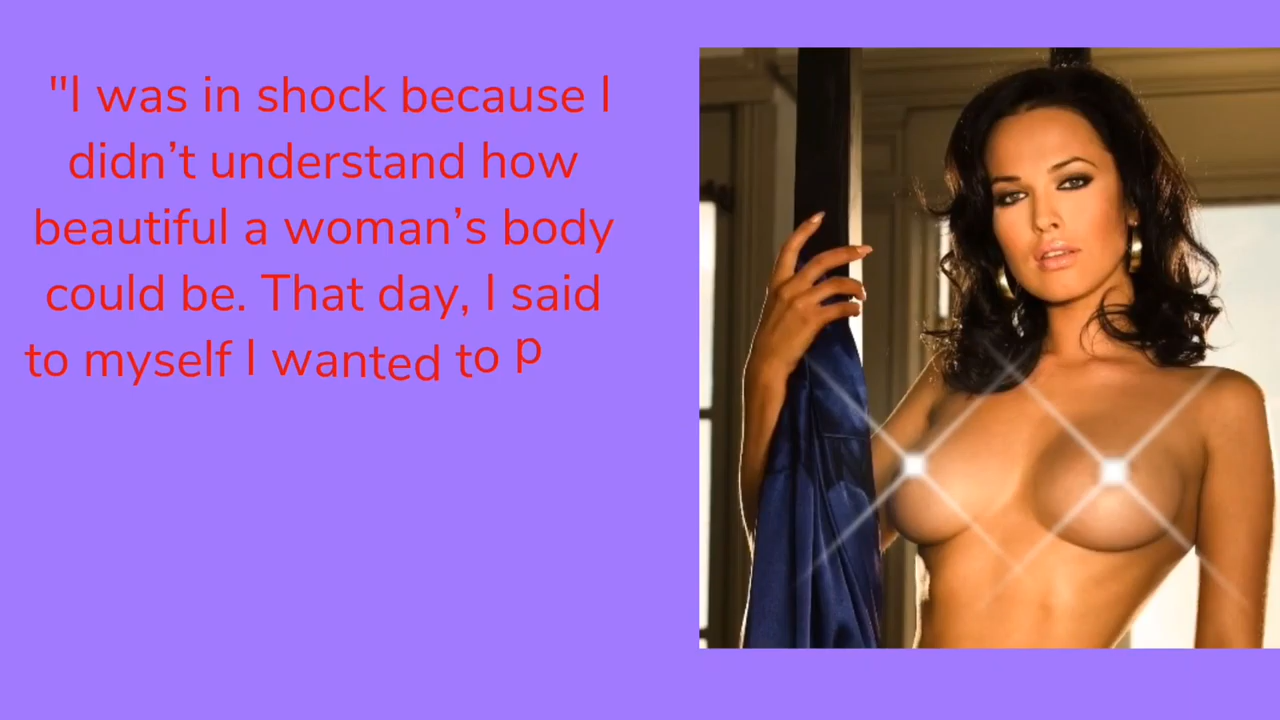 "I was in shock because I
didn’t understand how
beautiful a woman’s body
could be. That day, I said
to myself I wanted to p